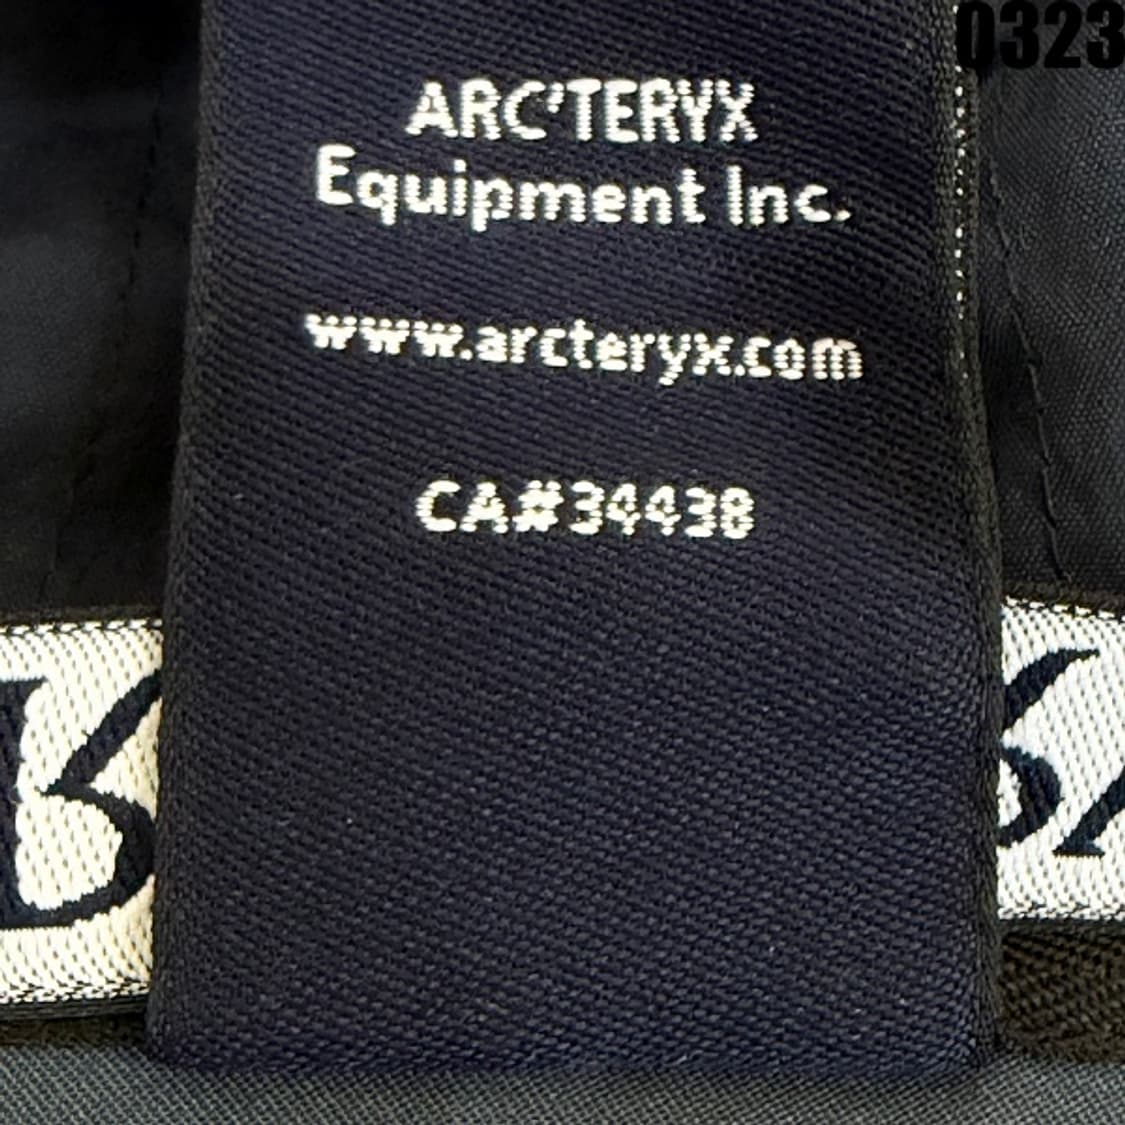 0323
ARC'TERYX
Equipment Inc.
www.arcteryx.com
CA#34438